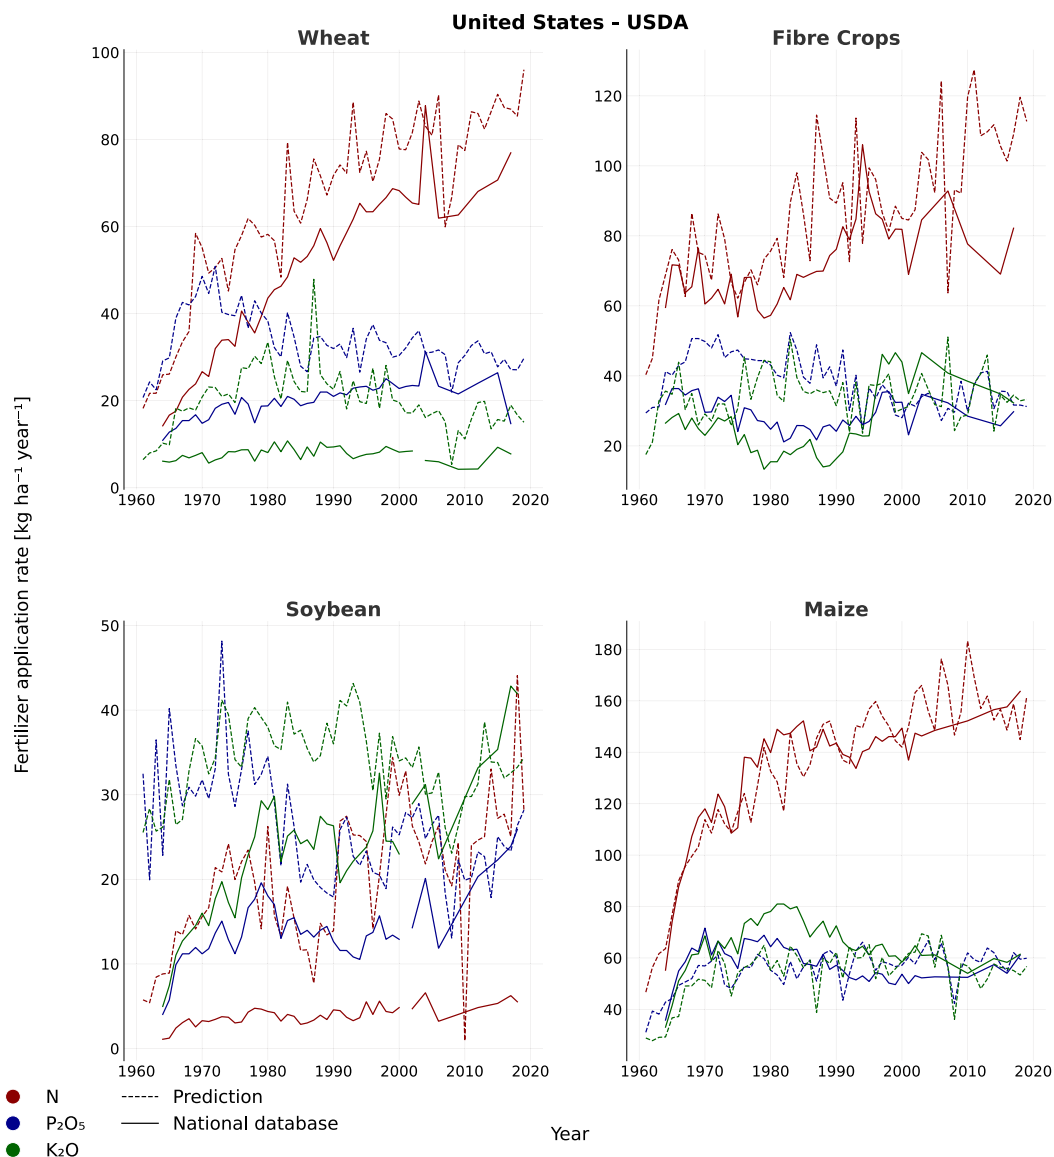 United States - USDA
Wheat
Fibre Crops
100
80
60
40
20
0
1960 1970 1980 1990 2000 2010 2020
120
100
80
60
40
20
1960 1970 1980 1990 2000 2010 2020
Fertilizer application rate [kg ha⁻¹ year⁻¹]
Soybean
Maize
50
40
30
20
10
0
1960 1970 1980 1990 2000 2010 2020
180
160
140
120
100
80
60
40
1960 1970 1980 1990 2000 2010 2020
N
P₂O₅
K₂O
Prediction
National database
Year